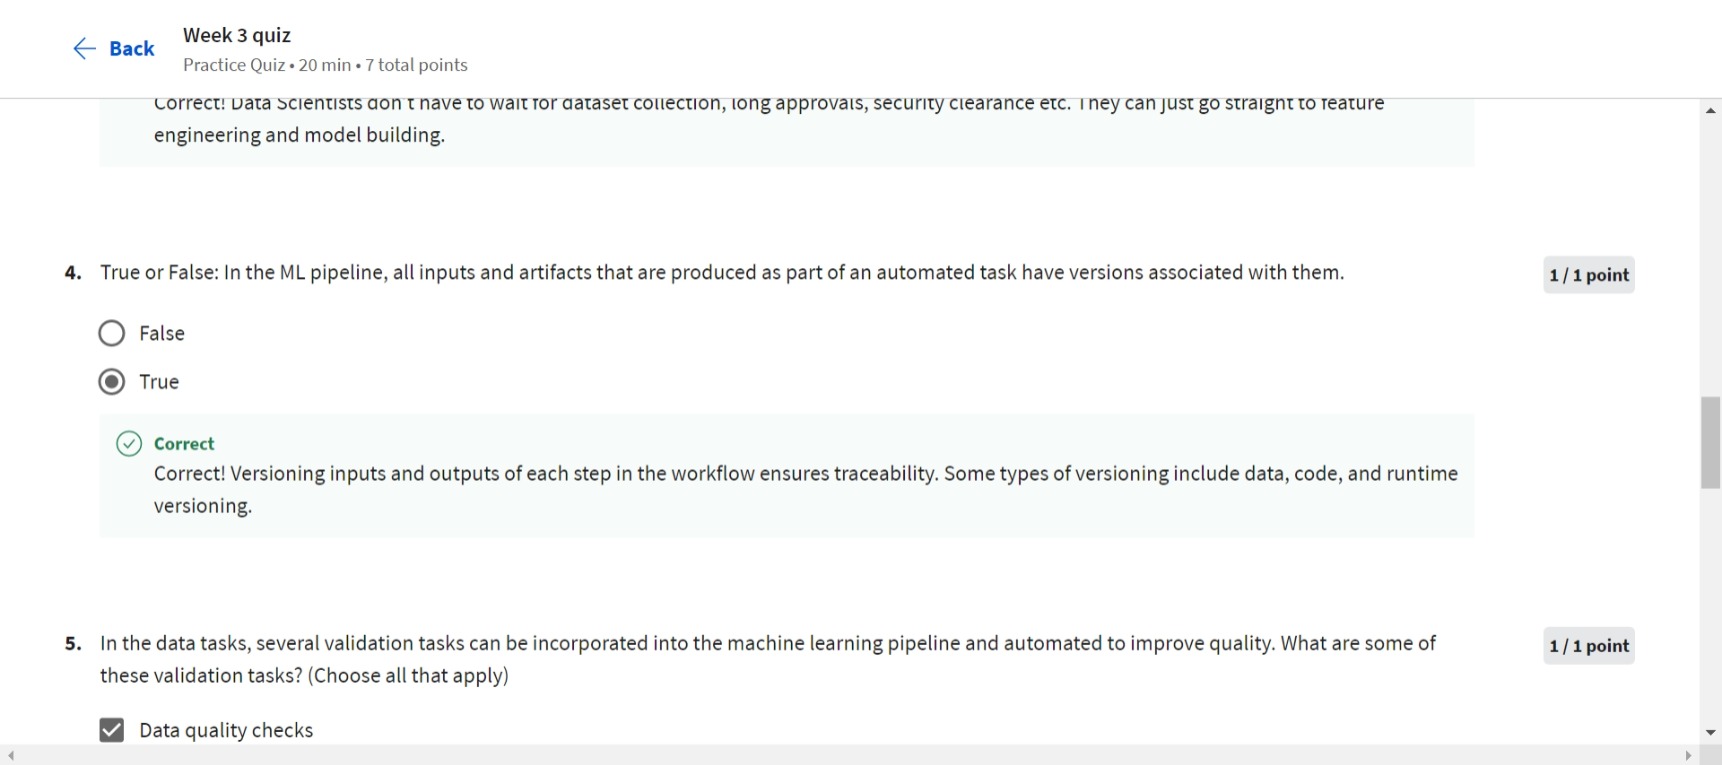 Back
Week 3 quiz
Practice Quiz • 20 min • 7 total points
Correct! Data Scientists don't have to wait for dataset collection, long approvals, security clearance etc. They can just go straight to feature
engineering and model building.
4. True or False: In the ML pipeline, all inputs and artifacts that are produced as part of an automated task have versions associated with them.
1 / 1 point
False
True
Correct
Correct! Versioning inputs and outputs of each step in the workflow ensures traceability. Some types of versioning include data, code, and runtime
versioning.
5. In the data tasks, several validation tasks can be incorporated into the machine learning pipeline and automated to improve quality. What are some of
these validation tasks? (Choose all that apply)
1 / 1 point
Data quality checks